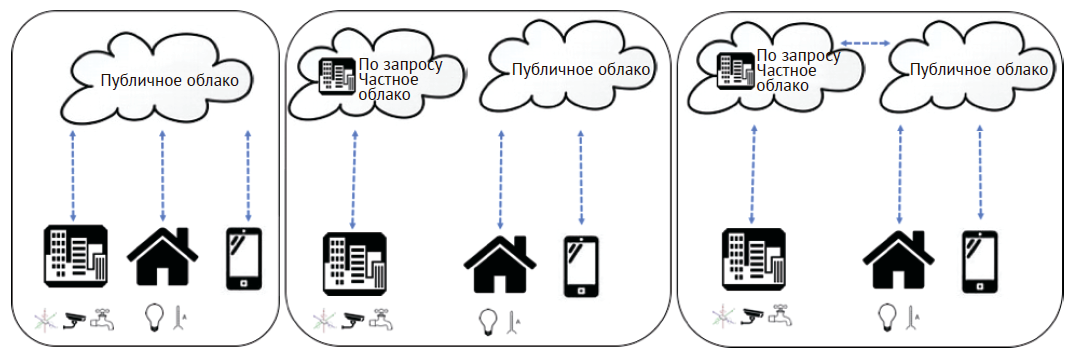 Публичное облако
По запросу
Частное
облако
Публичное облако
По запросу
Частное
облако
Публичное облако
A
A
A